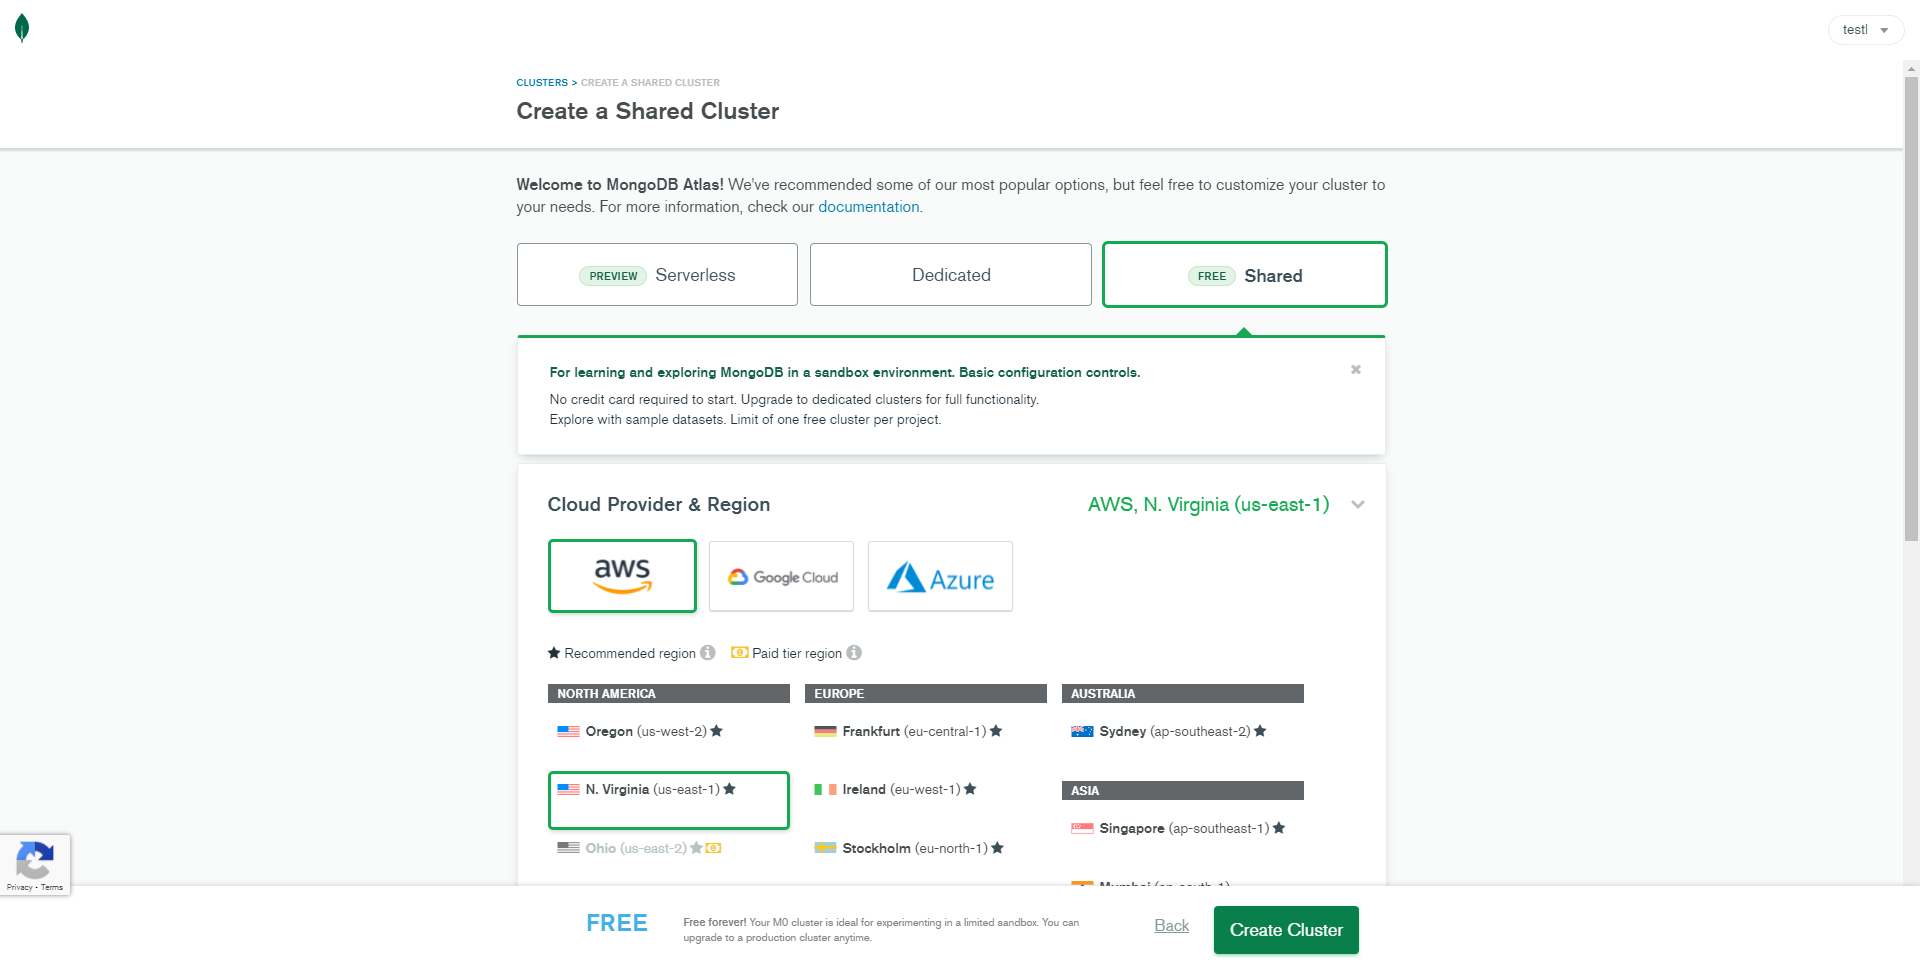 testl
CLUSTERS > CREATE A SHARED CLUSTER
Create a Shared Cluster
Welcome to MongoDB Atlas! We've recommended some of our most popular options, but feel free to customize your cluster to
your needs. For more information, check our documentation.
PREVIEW Serverless
Dedicated
FREE Shared
For learning and exploring MongoDB in a sandbox environment. Basic configuration controls.
No credit card required to start. Upgrade to dedicated clusters for full functionality.
Explore with sample datasets. Limit of one free cluster per project.
Cloud Provider & Region
AWS, N. Virginia (us-east-1)
aws
Google Cloud
Azure
Recommended region
Paid tier region
NORTH AMERICA
Oregon (us-west-2)
N. Virginia (us-east-1)
Ohio (us-east-2)
EUROPE
Frankfurt (eu-central-1)
Ireland (eu-west-1)
Stockholm (eu-north-1)
AUSTRALIA
Sydney (ap-southeast-2)
ASIA
Singapore (ap-southeast-1)
Mumbai (ap-south-1)
Privacy - Terms
FREE
Free forever! Your M0 cluster is ideal for experimenting in a limited sandbox. You can
upgrade to a production cluster anytime.
Back
Create Cluster